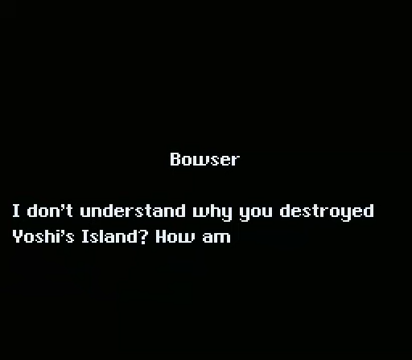 Bowser
I don't understand why you destroyed
Yoshi's Island? How am